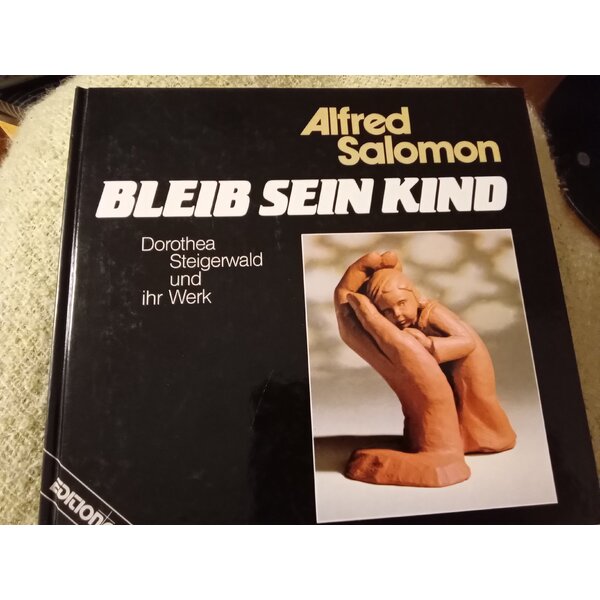 Alfred
Salomon
BLEIB SEIN KIND
Dorothea
Steigerwald
und
ihr Werk
EDITION